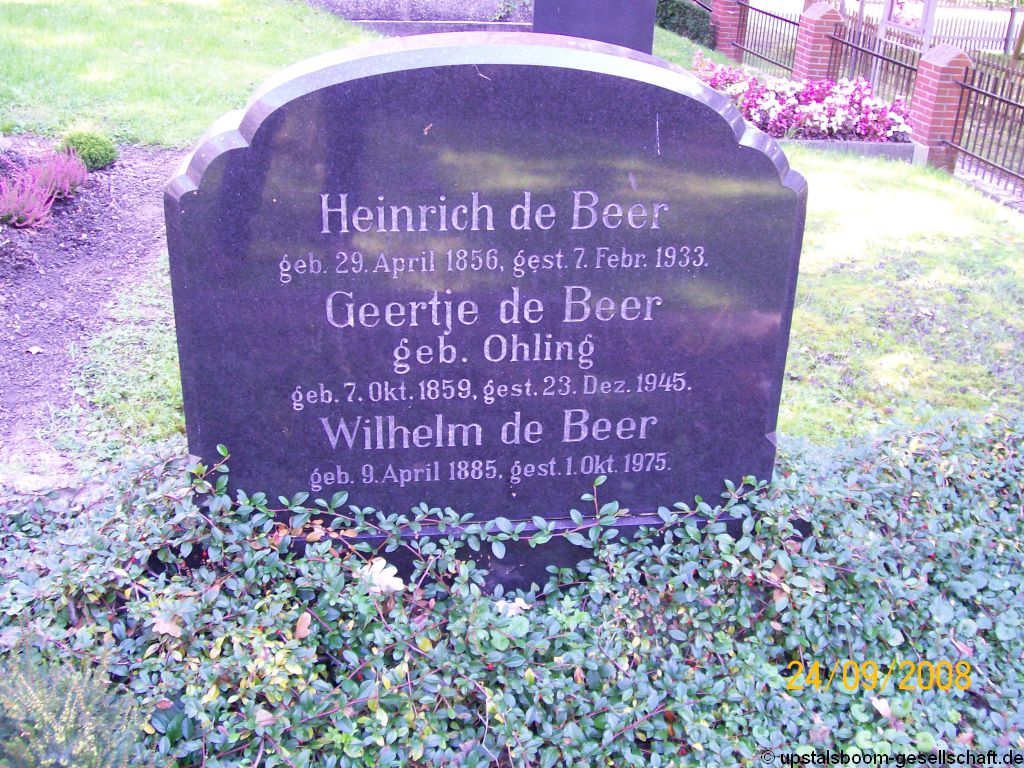 Heinrich de Beer
geb. 29. April 1856, gest. 7. Febr. 1933.
Geertje de Beer
geb. Ohling
geb. 7. Okt. 1859, gest. 23. Dez. 1945.
Wilhelm de Beer
geb. 9. April 1885, gest. 1. Okt. 1975.
24/09/2008
© upstalsboom-gesellschaft.de